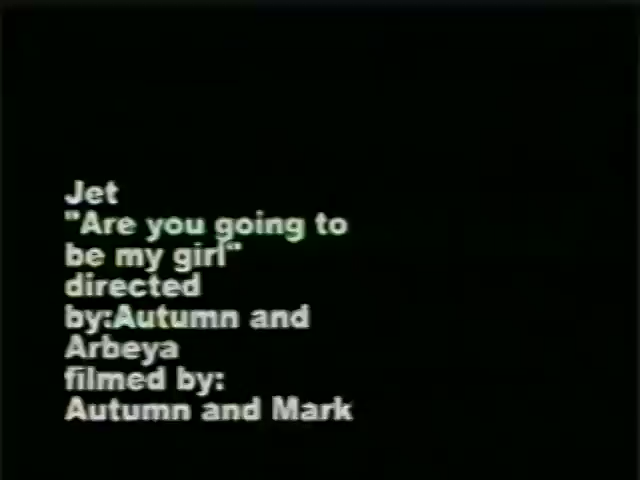 Jet
"Are you going to
be my girl"
directed
by:Autumn and
Arbeya
filmed by:
Autumn and Mark